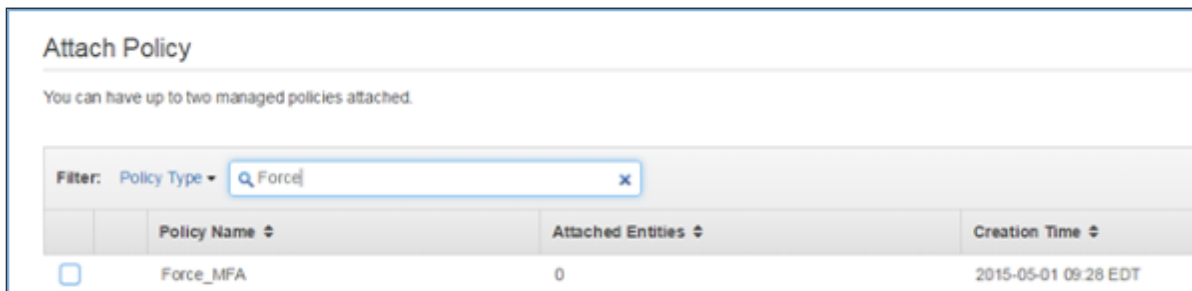 Attach Policy
You can have up to two managed policies attached.
Filter: Policy Type Force
Policy Name Attached Entities Creation Time
Force_MFA 0 2015-05-01 09:28 EDT